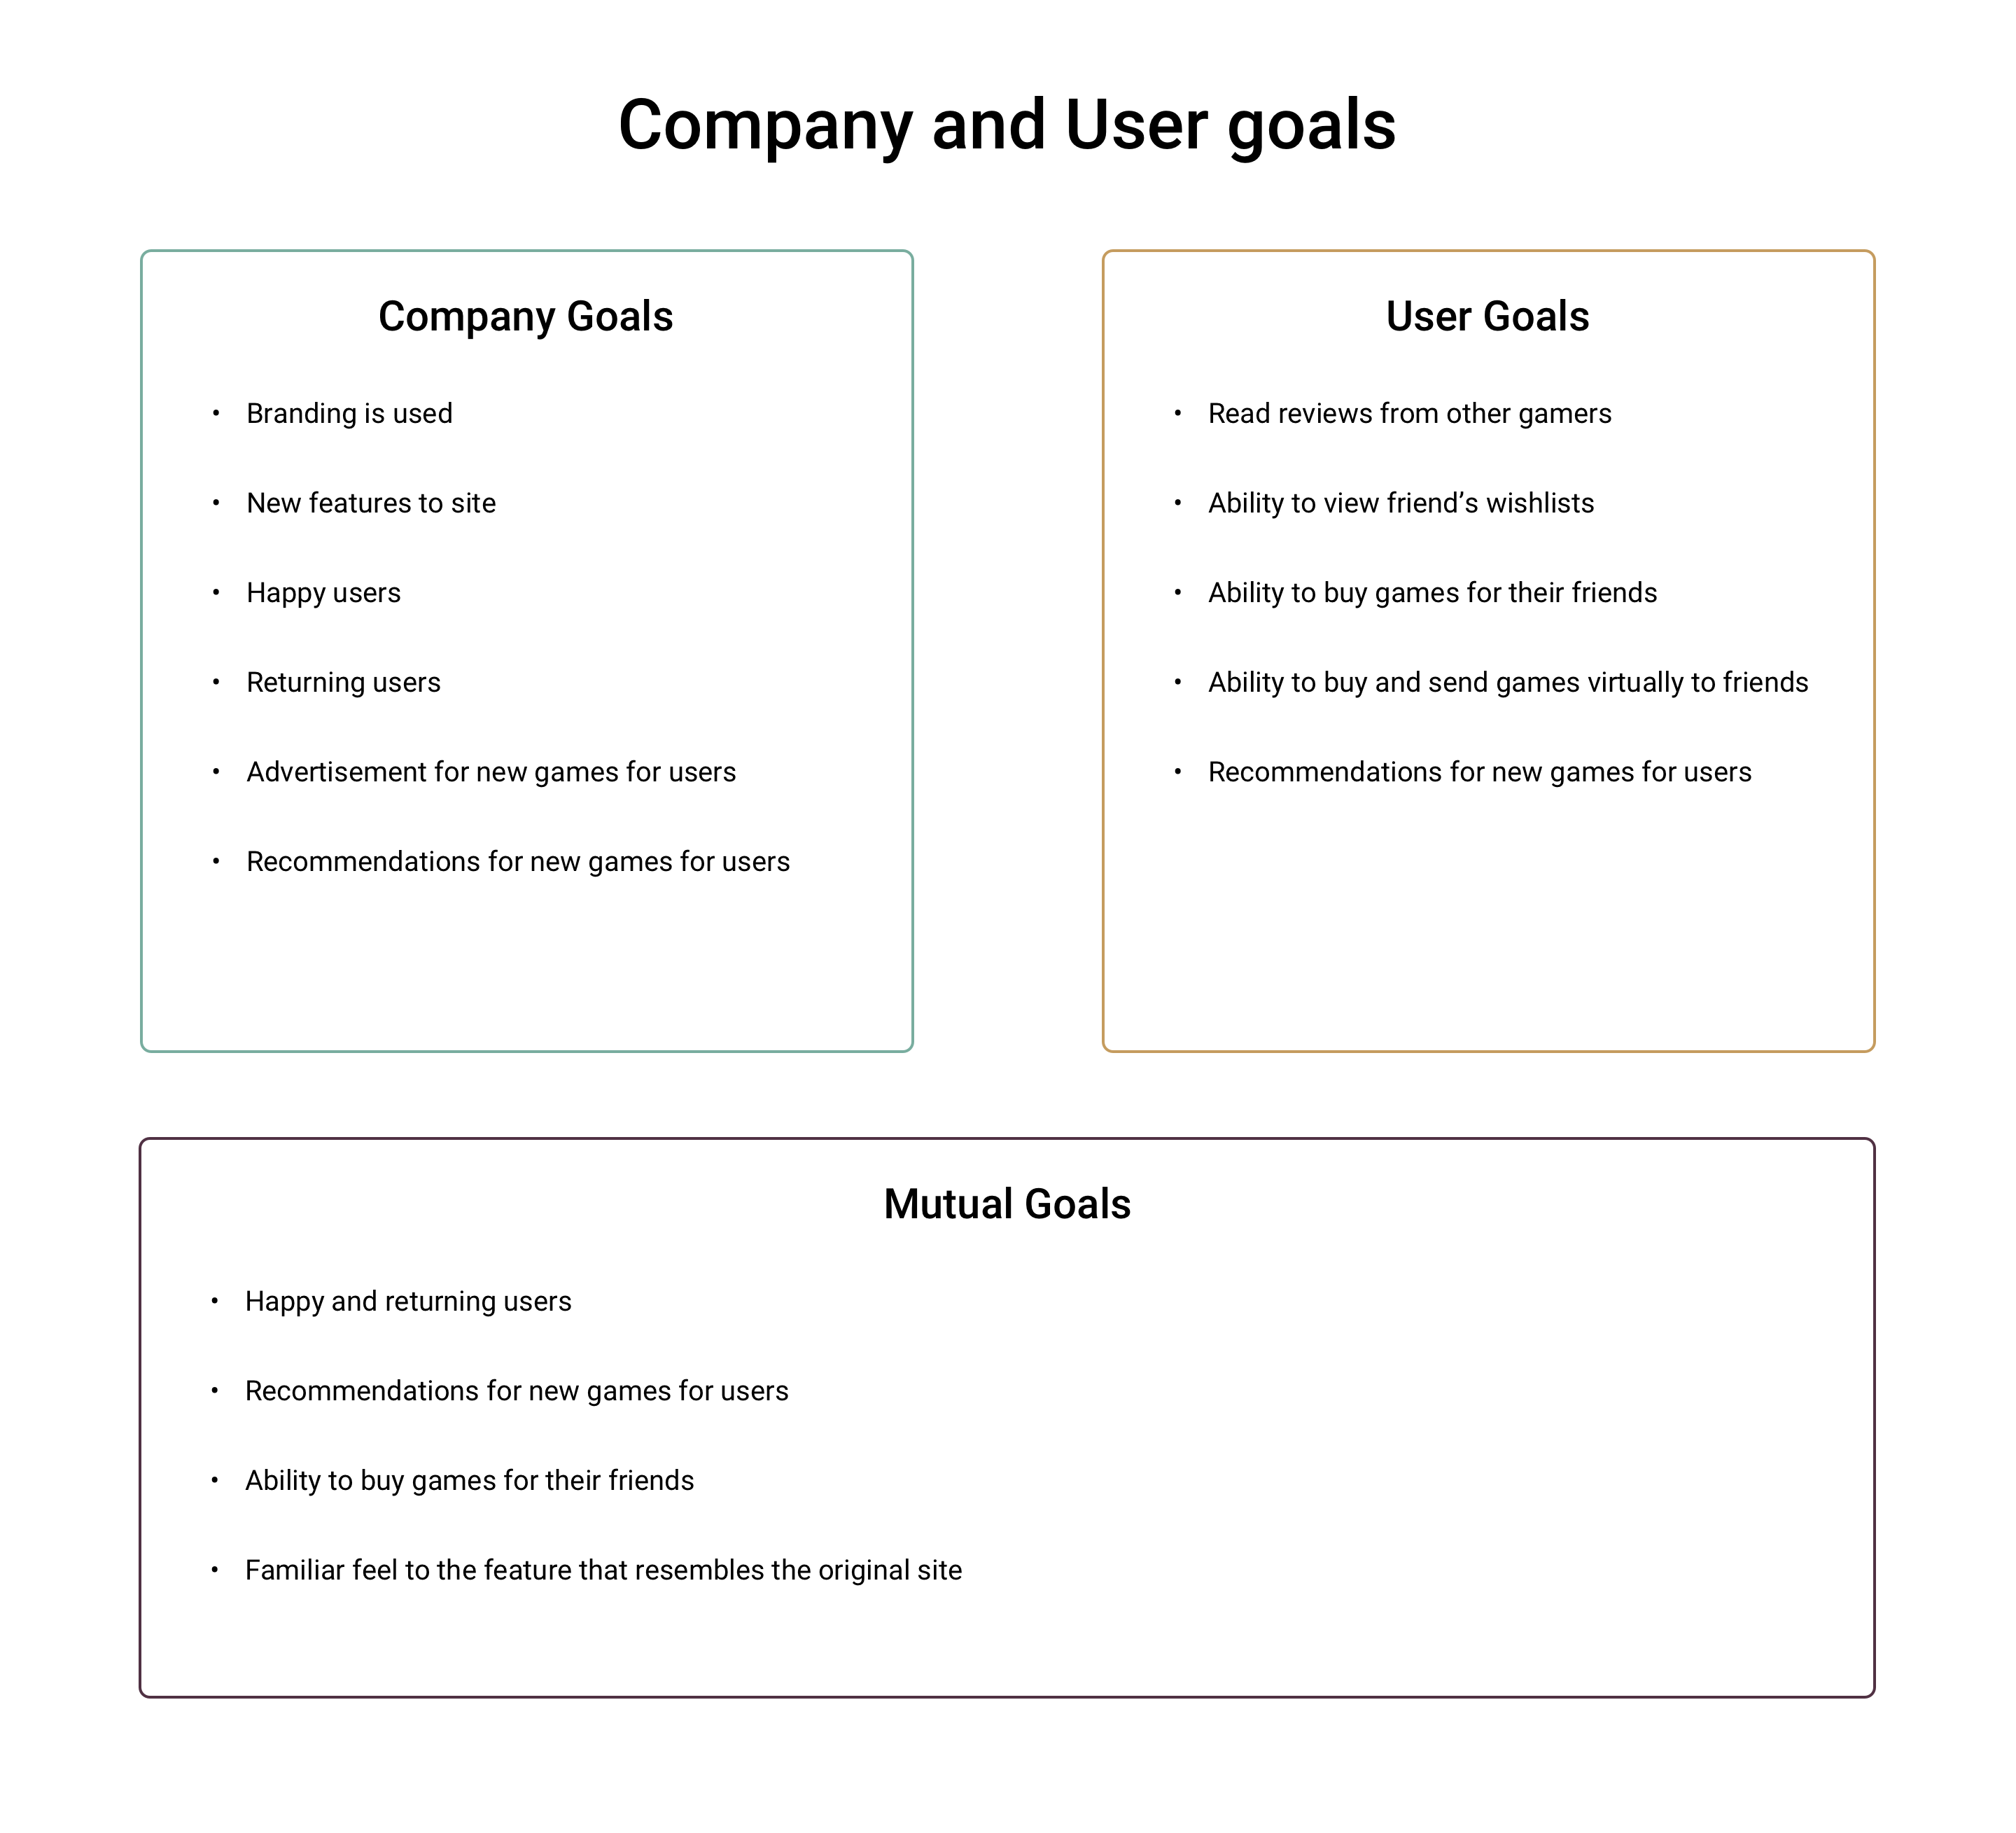 Company and User goals
Company Goals
• Branding is used
• New features to site
• Happy users
• Returning users
• Advertisement for new games for users
• Recommendations for new games for users
User Goals
• Read reviews from other gamers
• Ability to view friend’s wishlists
• Ability to buy games for their friends
• Ability to buy and send games virtually to friends
• Recommendations for new games for users
Mutual Goals
• Happy and returning users
• Recommendations for new games for users
• Ability to buy games for their friends
• Familiar feel to the feature that resembles the original site